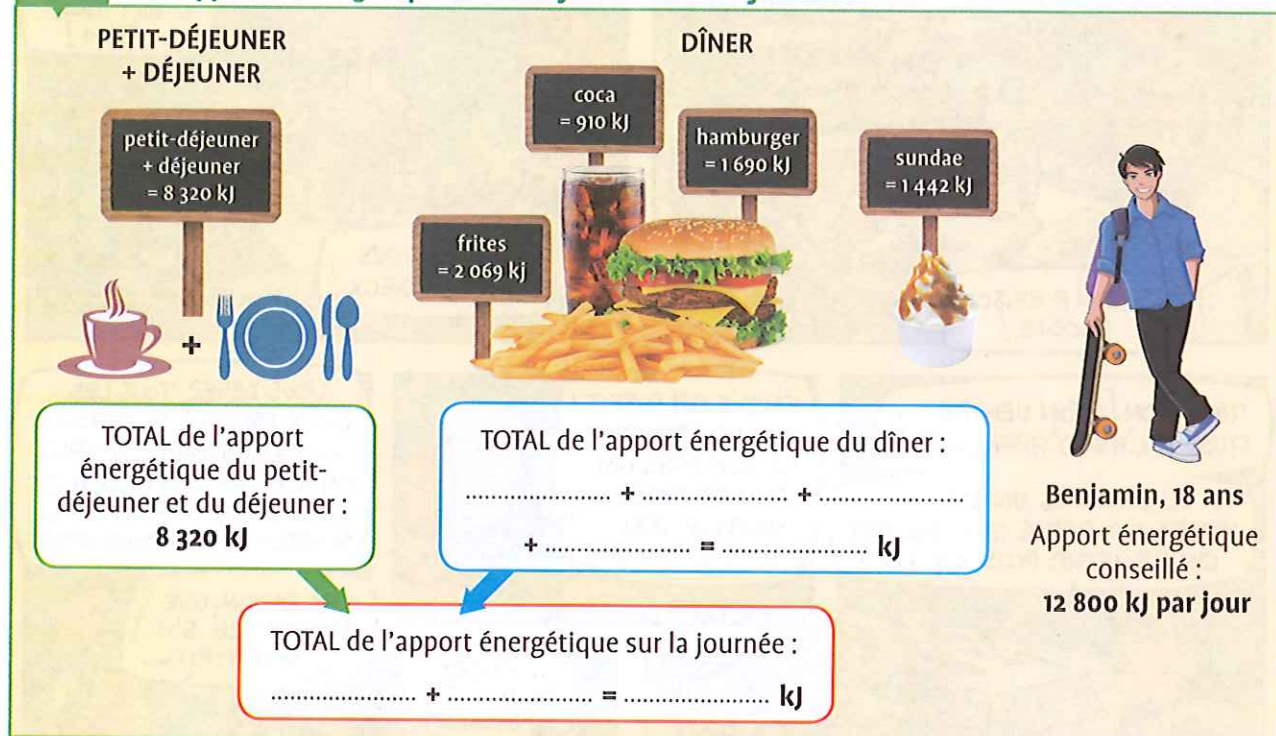 PETIT-DÉJEUNER
+ DÉJEUNER
petit-déjeuner
+ déjeuner
= 8 320 kJ
+
DÎNER
coca
= 910 kJ
hamburger
= 1 690 kJ
frites
= 2 069 kj
sundae
= 1 442 kJ
TOTAL de l'apport
énergétique du petit-
déjeuner et du déjeuner :
8 320 kJ
TOTAL de l'apport énergétique du dîner :
...................... + ...................... + ......................
+ ...................... = ...................... kJ
Benjamin, 18 ans
Apport énergétique
conseillé :
12 800 kJ par jour
TOTAL de l'apport énergétique sur la journée :
...................... + ...................... = ...................... kJ